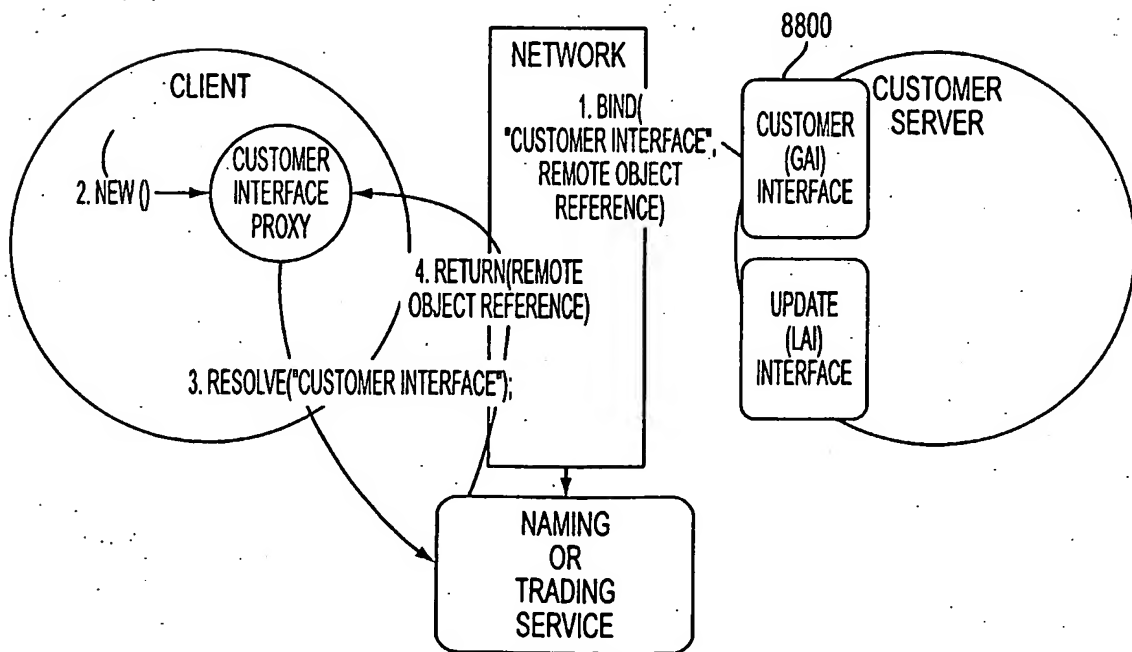 8800
NETWORK
CLIENT
1. BIND(
"CUSTOMER INTERFACE",
REMOTE OBJECT
REFERENCE)
CUSTOMER
SERVER
CUSTOMER
(GAI)
INTERFACE
2. NEW ()
CUSTOMER
INTERFACE
PROXY
4. RETURN(REMOTE
OBJECT REFERENCE)
UPDATE
(LAI)
INTERFACE
3. RESOLVE("CUSTOMER INTERFACE");
NAMING
OR
TRADING
SERVICE